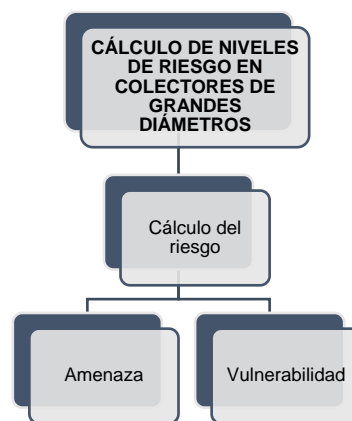 CÁLCULO DE NIVELES
DE RIESGO EN
COLECTORES DE
GRANDES
DIÁMETROS
Cálculo del
riesgo
Amenaza
Vulnerabilidad